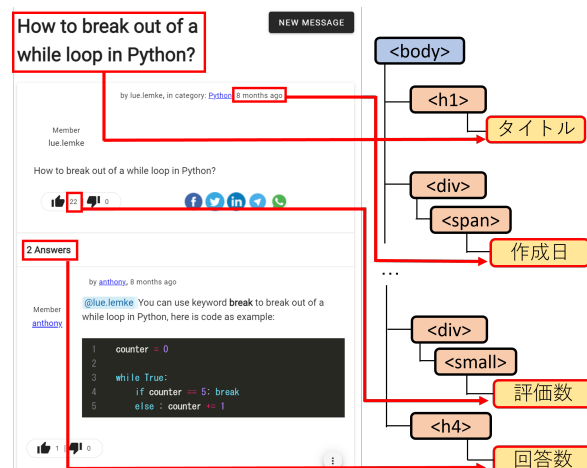 How to break out of a
while loop in Python?
NEW MESSAGE
by lue.lemke, in category: Python, 8 months ago
Member
lue.lemke
How to break out of a while loop in Python?
22
0
2 Answers
by anthony, 8 months ago
Member
anthony
@lue.lemke You can use keyword break to break out of a
while loop in Python, here is code as example:
1 counter = 0
2
3 while True:
4 if counter == 5: break
5 else : counter += 1
1
0
<body>
<h1>
タイトル
<div>
<span>
作成日
...
<div>
<small>
評価数
<h4>
回答数